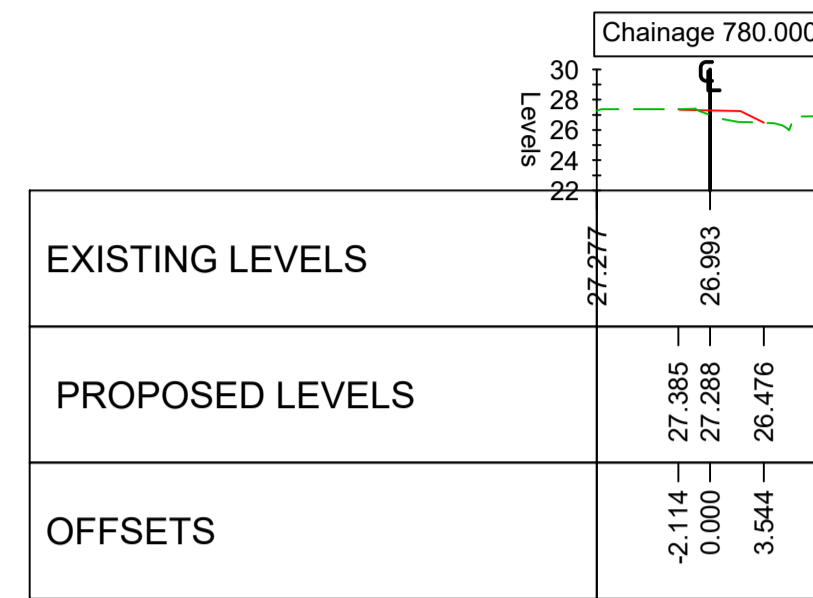 Chainage 780.000
℄
30
28
26
24
22
Levels
EXISTING LEVELS
27.277
26.993
PROPOSED LEVELS
27.385
27.288
26.476
OFFSETS
-2.114
0.000
3.544